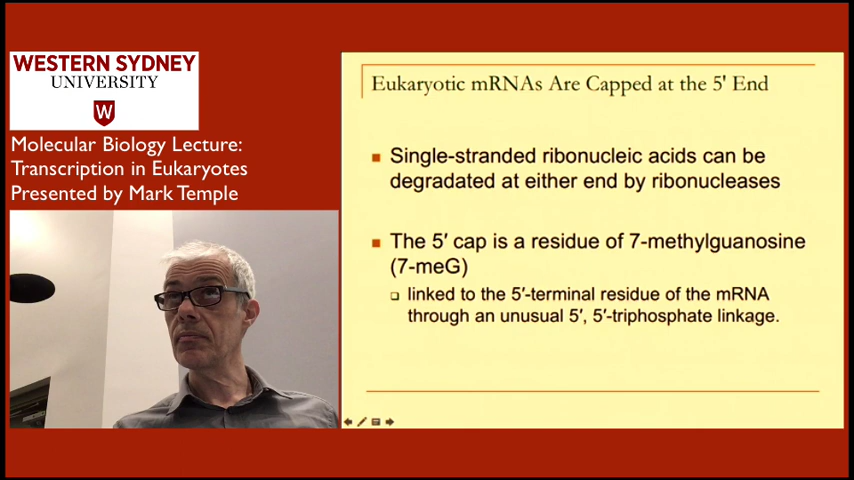 WESTERN SYDNEY
UNIVERSITY
W
Molecular Biology Lecture:
Transcription in Eukaryotes
Presented by Mark Temple
Eukaryotic mRNAs Are Capped at the 5' End
Single-stranded ribonucleic acids can be
degraded at either end by ribonucleases
The 5′ cap is a residue of 7-methylguanosine
(7-meG)
linked to the 5′-terminal residue of the mRNA
through an unusual 5′, 5′-triphosphate linkage.